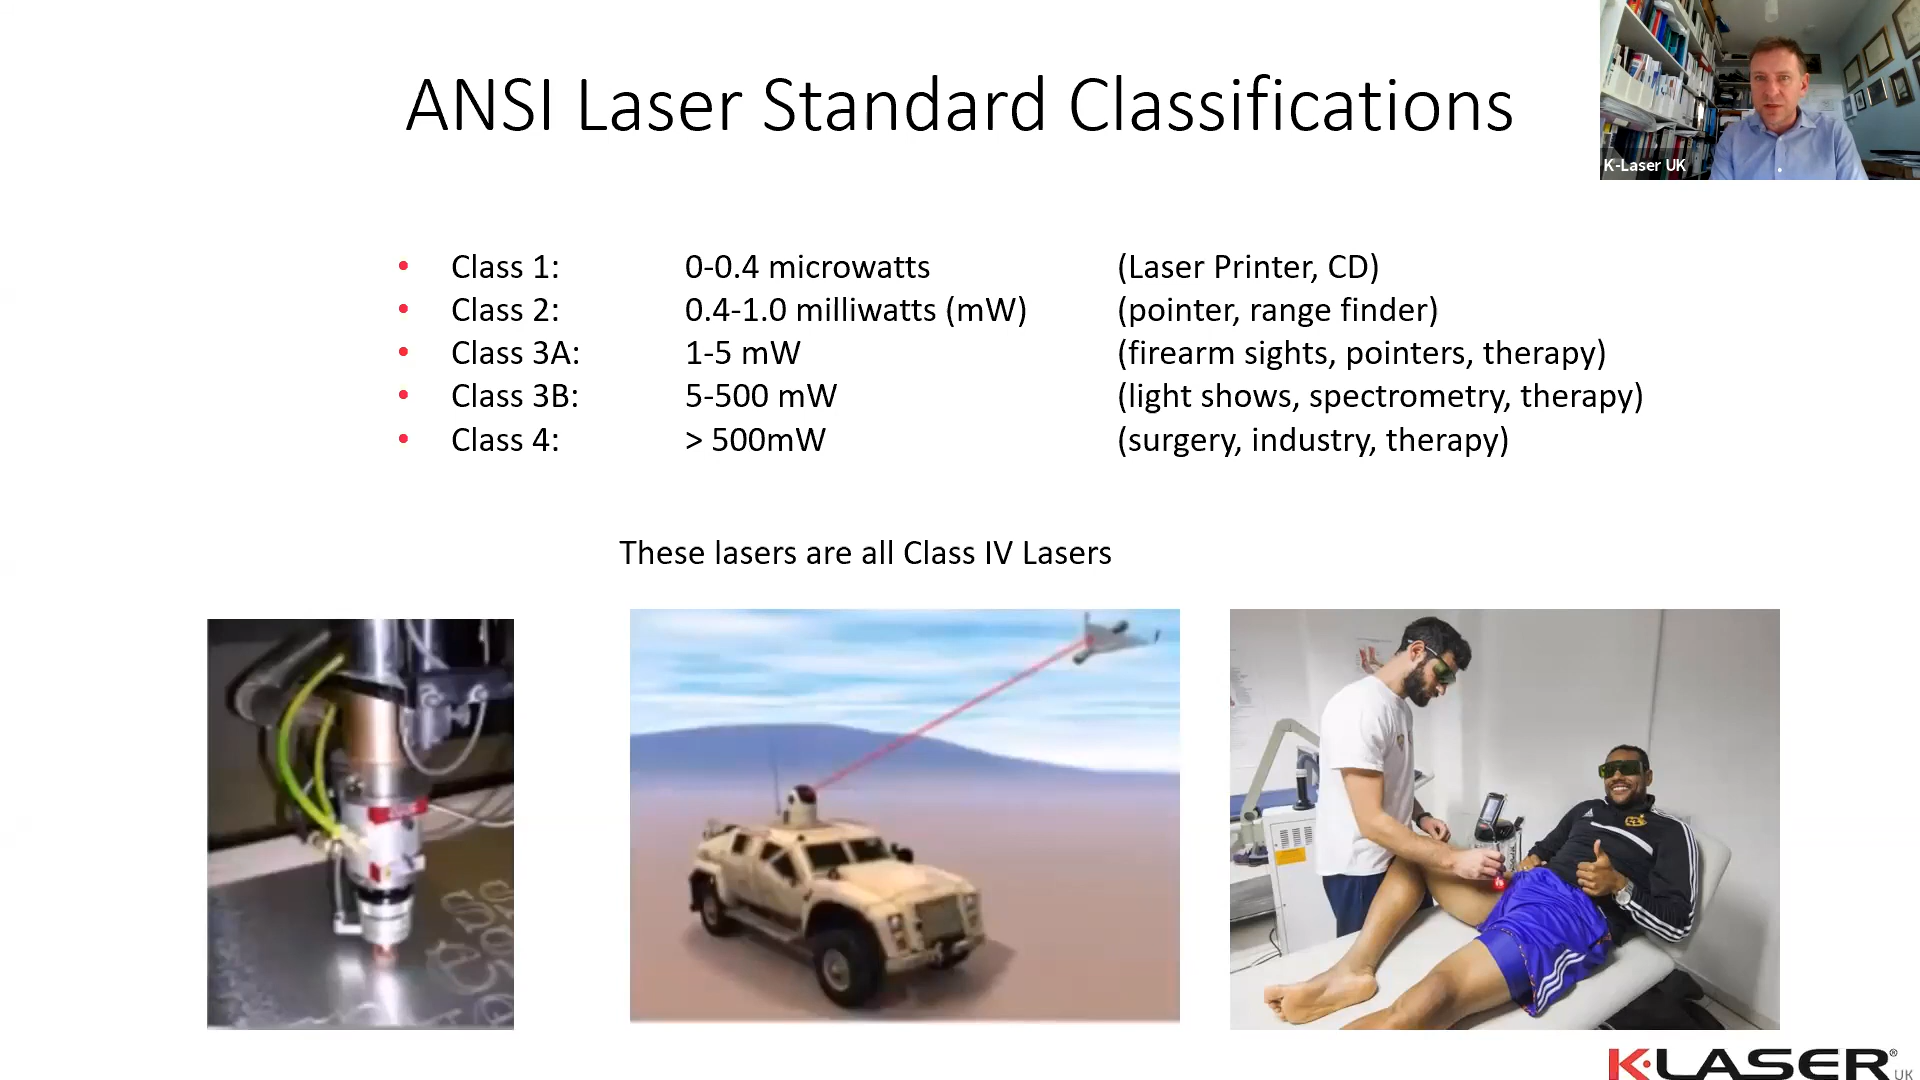 ANSI Laser Standard Classifications
K-Laser UK
• Class 1: 0-0.4 microwatts (Laser Printer, CD)
• Class 2: 0.4-1.0 milliwatts (mW) (pointer, range finder)
• Class 3A: 1-5 mW (firearm sights, pointers, therapy)
• Class 3B: 5-500 mW (light shows, spectrometry, therapy)
• Class 4: > 500mW (surgery, industry, therapy)
These lasers are all Class IV Lasers
K·LASER® UK